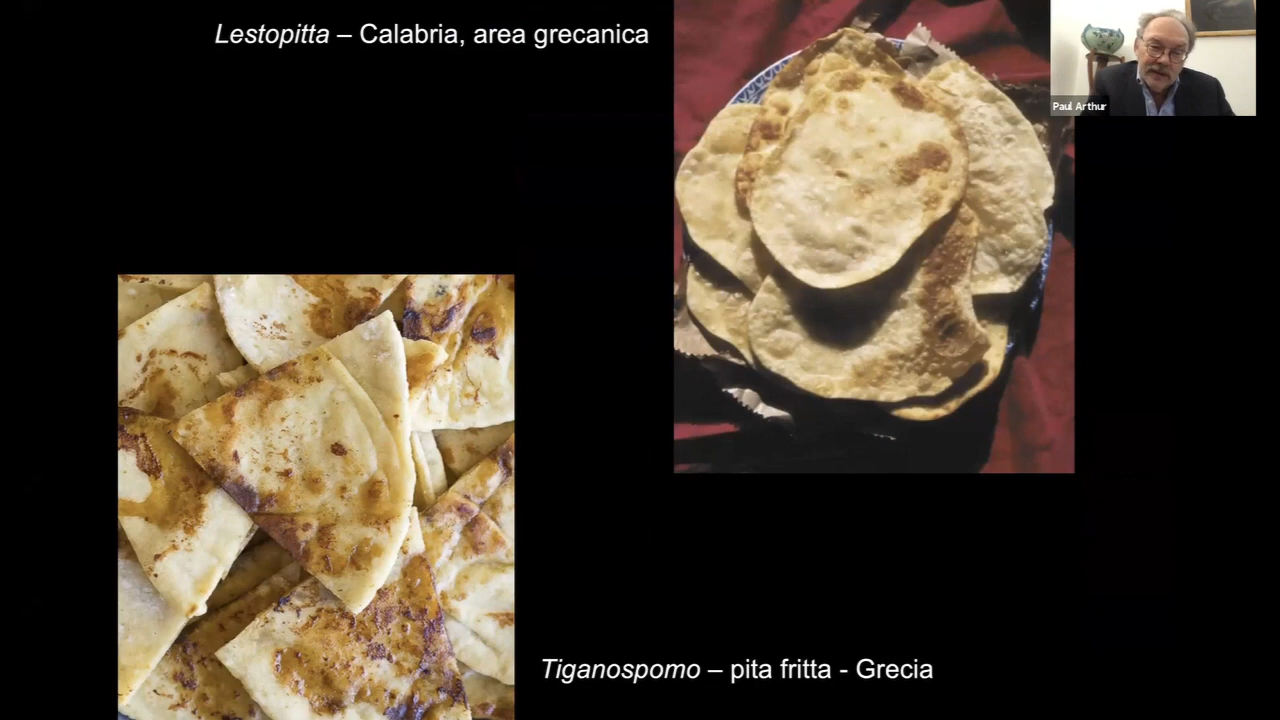 Lestopitta – Calabria, area grecanica
Paul Arthur
Tiganospomo – pita fritta - Grecia